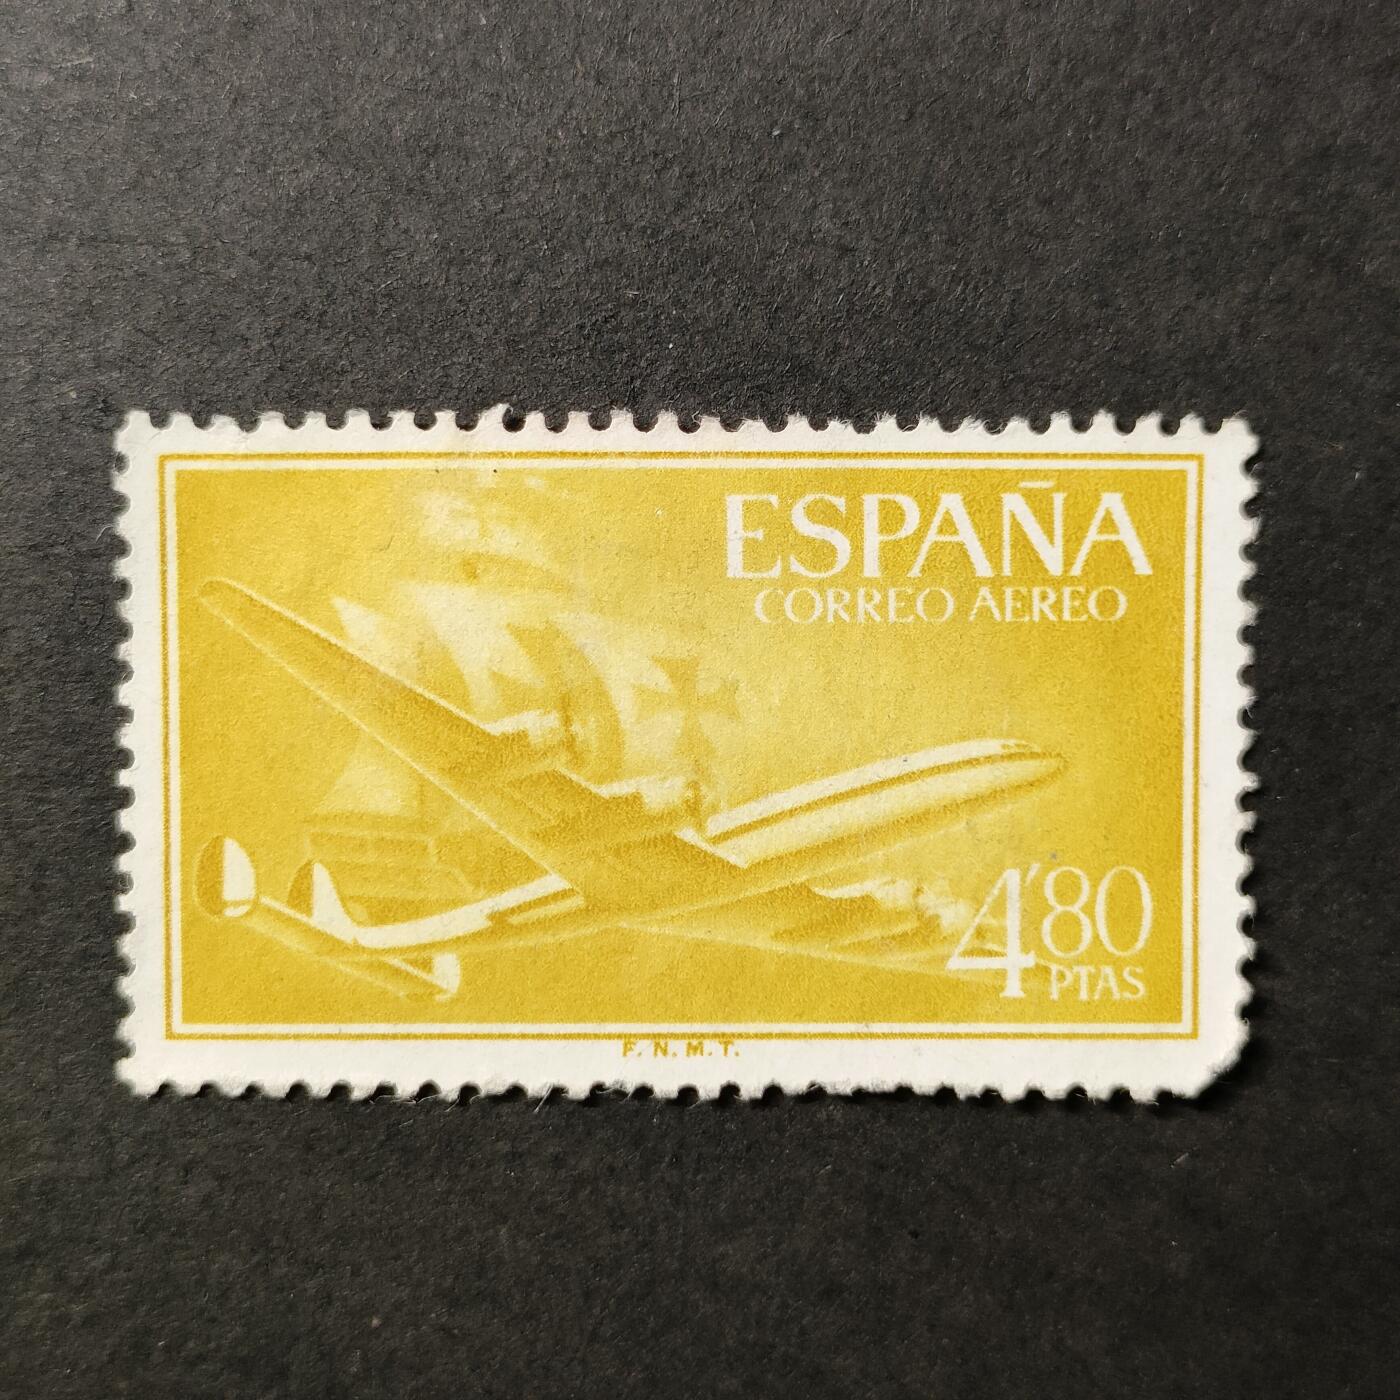 ESPAÑA
CORREO AEREO
4'80
PTAS
F. N. M. T.